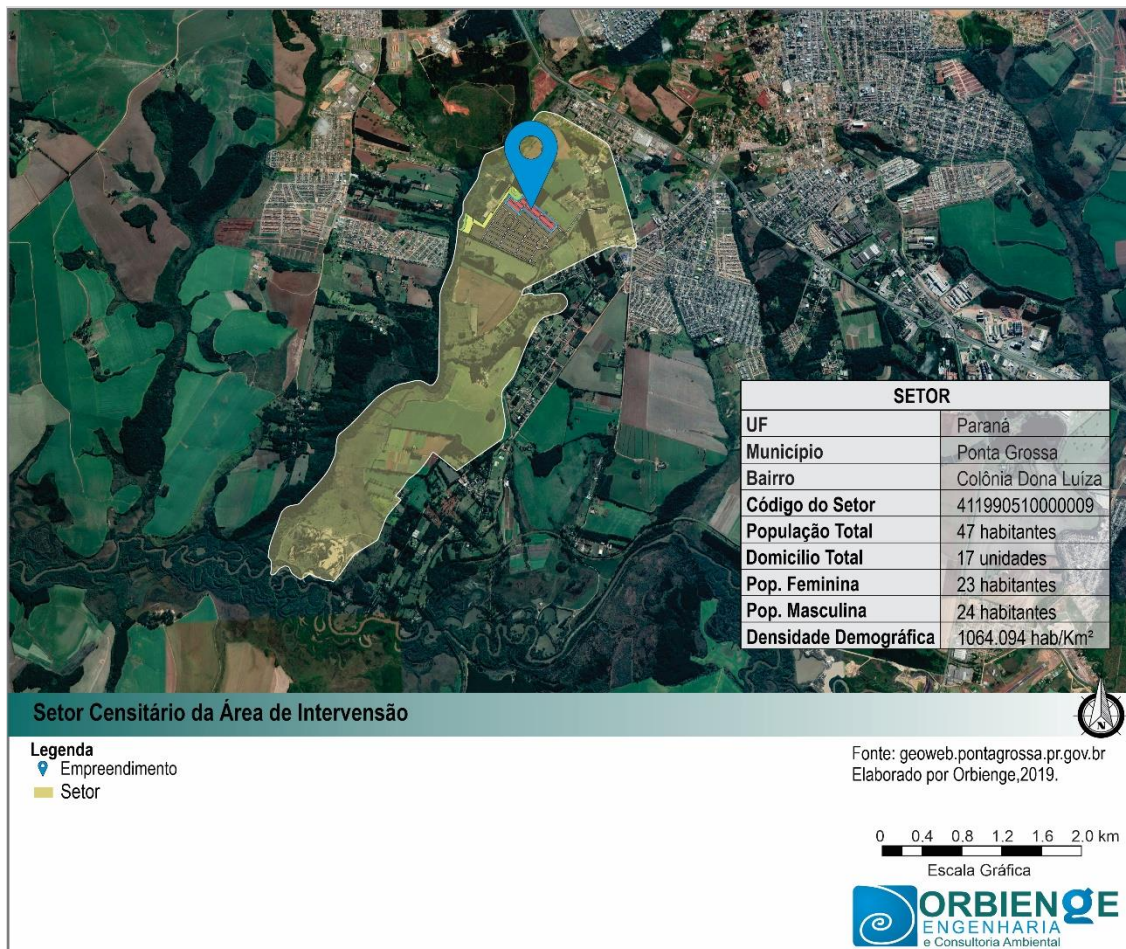 SETOR
UF Paraná
Município Ponta Grossa
Bairro Colônia Dona Luíza
Código do Setor 411990510000009
População Total 47 habitantes
Domicílio Total 17 unidades
Pop. Feminina 23 habitantes
Pop. Masculina 24 habitantes
Densidade Demográfica 1064.094 hab/Km²
Setor Censitário da Área de Intervensão
N
Legenda
Empreendimento
Setor
Fonte: geoweb.pontagrossa.pr.gov.br
Elaborado por Orbienge,2019.
0 0.4 0.8 1.2 1.6 2.0 km
Escala Gráfica
ORBIENGE
ENGENHARIA
e Consultoria Ambiental